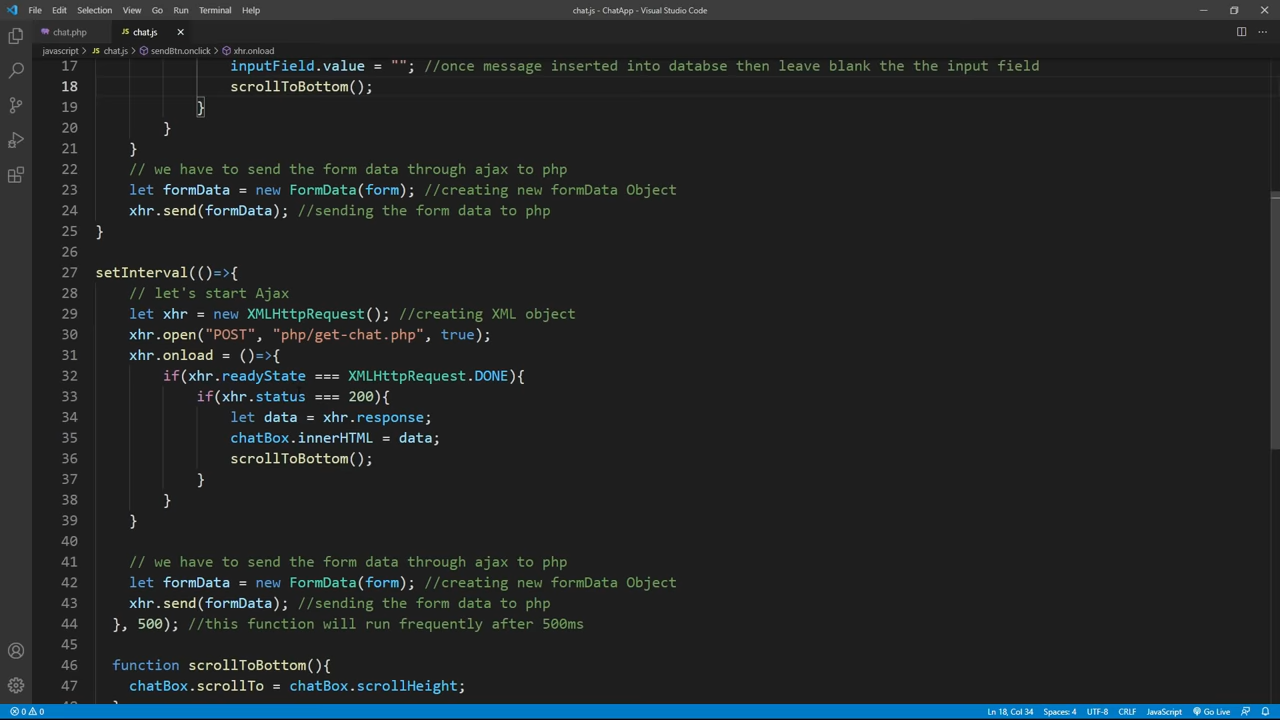 File Edit Selection View Go Run Terminal Help chat.js - ChatApp - Visual Studio Code
chat.php JS chat.js
javascript > JS chat.js > sendBtn.onclick > xhr.onload
17 inputField.value = ""; //once message inserted into databse then leave blank the the input field
18 scrollToBottom();
19 }
20 }
21 }
22 // we have to send the form data through ajax to php
23 let formData = new FormData(form); //creating new formData Object
24 xhr.send(formData); //sending the form data to php
25 }
26
27 setInterval(()=>{
28 // let's start Ajax
29 let xhr = new XMLHttpRequest(); //creating XML object
30 xhr.open("POST", "php/get-chat.php", true);
31 xhr.onload = ()=>{
32 if(xhr.readyState === XMLHttpRequest.DONE){
33 if(xhr.status === 200){
34 let data = xhr.response;
35 chatBox.innerHTML = data;
36 scrollToBottom();
37 }
38 }
39 }
40
41 // we have to send the form data through ajax to php
42 let formData = new FormData(form); //creating new formData Object
43 xhr.send(formData); //sending the form data to php
44 }, 500); //this function will run frequently after 500ms
45
46 function scrollToBottom(){
47 chatBox.scrollTo = chatBox.scrollHeight;
0 0 Ln 18, Col 34 Spaces: 4 UTF-8 CRLF JavaScript Go Live